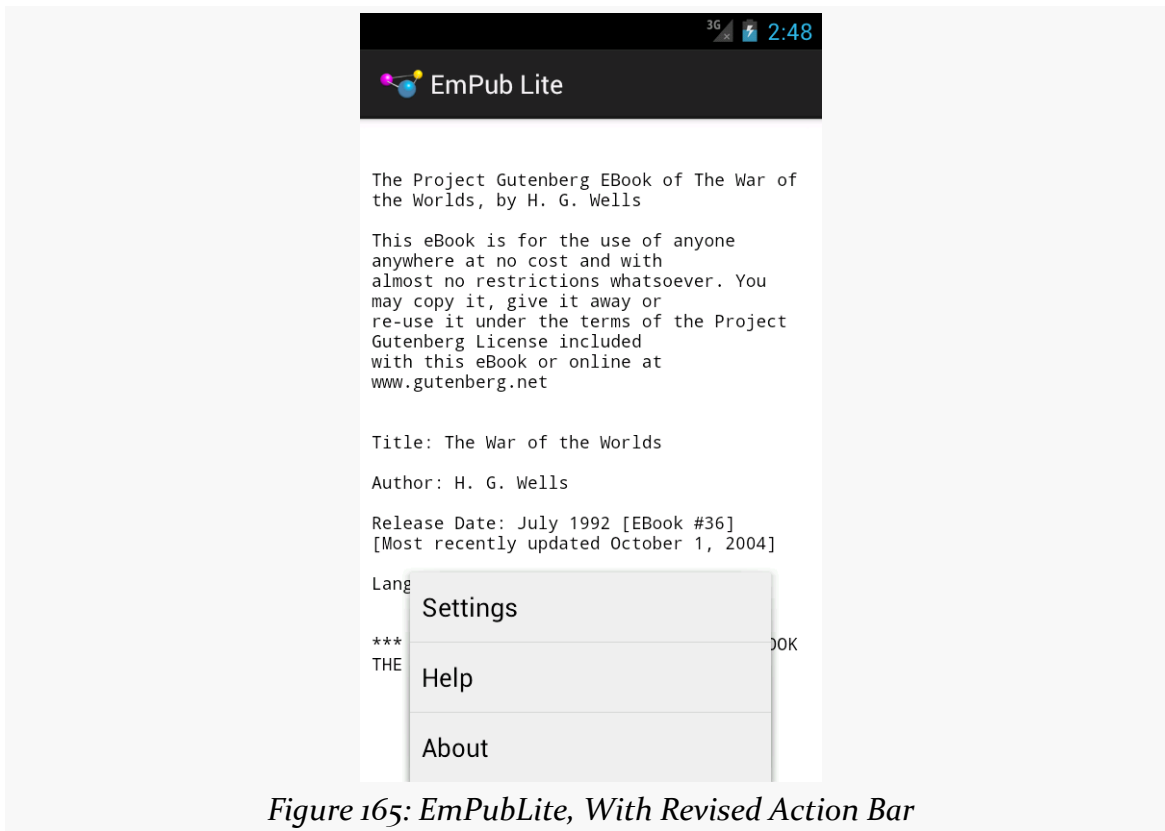 3G 2:48
EmPub Lite
The Project Gutenberg EBook of The War of
the Worlds, by H. G. Wells
This eBook is for the use of anyone
anywhere at no cost and with
almost no restrictions whatsoever. You
may copy it, give it away or
re-use it under the terms of the Project
Gutenberg License included
with this eBook or online at
www.gutenberg.net
Title: The War of the Worlds
Author: H. G. Wells
Release Date: July 1992 [EBook #36]
[Most recently updated October 1, 2004]
Settings
***
THE
Help
About
Figure 165: EmPubLite, With Revised Action Bar